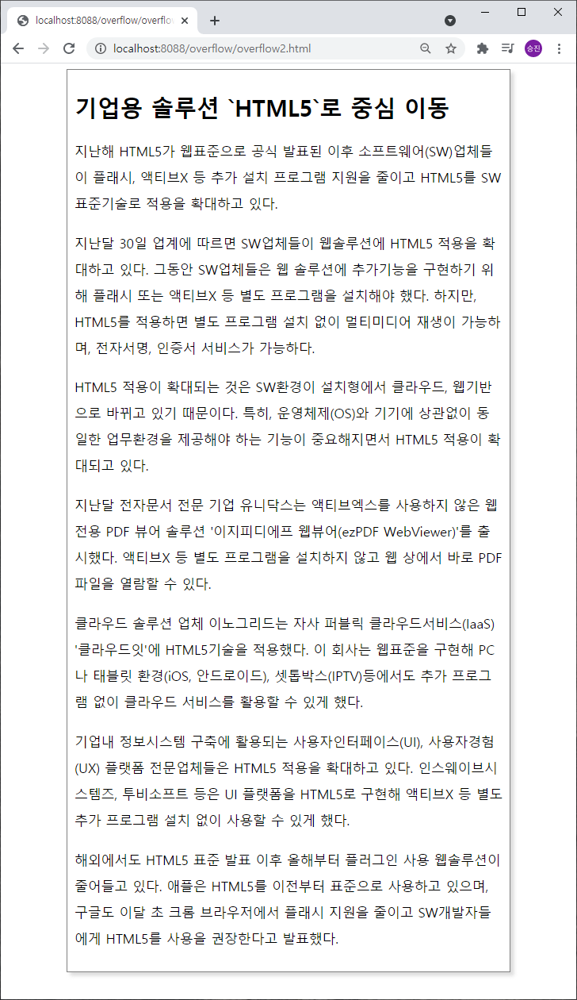 localhost:8088/overflow/overflow
localhost:8088/overflow/overflow2.html
승진
기업용 솔루션 `HTML5`로 중심 이동
지난해 HTML5가 웹표준으로 공식 발표된 이후 소프트웨어(SW)업체들
이 플래시, 액티브X 등 추가 설치 프로그램 지원을 줄이고 HTML5를 SW
표준기술로 적용을 확대하고 있다.
지난달 30일 업계에 따르면 SW업체들이 웹솔루션에 HTML5 적용을 확
대하고 있다. 그동안 SW업체들은 웹 솔루션에 추가기능을 구현하기 위
해 플래시 또는 액티브X 등 별도 프로그램을 설치해야 했다. 하지만,
HTML5를 적용하면 별도 프로그램 설치 없이 멀티미디어 재생이 가능하
며, 전자서명, 인증서 서비스가 가능하다.
HTML5 적용이 확대되는 것은 SW환경이 설치형에서 클라우드, 웹기반
으로 바뀌고 있기 때문이다. 특히, 운영체제(OS)와 기기에 상관없이 동
일한 업무환경을 제공해야 하는 기능이 중요해지면서 HTML5 적용이 확
대되고 있다.
지난달 전자문서 전문 기업 유니닥스는 액티브엑스를 사용하지 않은 웹
전용 PDF 뷰어 솔루션 '이지피디에프 웹뷰어(ezPDF WebViewer)'를 출
시했다. 액티브X 등 별도 프로그램을 설치하지 않고 웹 상에서 바로 PDF
파일을 열람할 수 있다.
클라우드 솔루션 업체 이노그리드는 자사 퍼블릭 클라우드서비스(IaaS)
'클라우드잇'에 HTML5기술을 적용했다. 이 회사는 웹표준을 구현해 PC
나 태블릿 환경(iOS, 안드로이드), 셋톱박스(IPTV)등에서도 추가 프로그
램 없이 클라우드 서비스를 활용할 수 있게 했다.
기업내 정보시스템 구축에 활용되는 사용자인터페이스(UI), 사용자경험
(UX) 플랫폼 전문업체들은 HTML5 적용을 확대하고 있다. 인스웨이브시
스템즈, 투비소프트 등은 UI 플랫폼을 HTML5로 구현해 액티브X 등 별도
추가 프로그램 설치 없이 사용할 수 있게 했다.
해외에서도 HTML5 표준 발표 이후 올해부터 플러그인 사용 웹솔루션이
줄어들고 있다. 애플은 HTML5를 이전부터 표준으로 사용하고 있으며,
구글도 이달 초 크롬 브라우저에서 플래시 지원을 줄이고 SW개발자들
에게 HTML5를 사용을 권장한다고 발표했다.